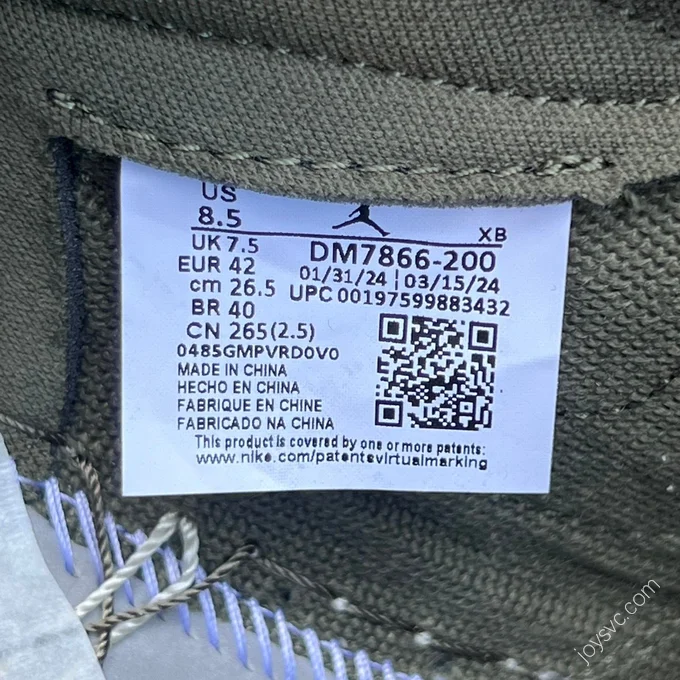 US
8.5
XB
UK 7.5
DM7866-200
EUR 42
01/31/24 | 03/15/24
cm 26.5
UPC 00197599883432
BR 40
CN 265(2.5)
0485GMPVRD0V0
MADE IN CHINA
HECHO EN CHINA
FABRIQUE EN CHINE
FABRICADO NA CHINA
This product is covered by one or more patents:
www.nike.com/patentsvirtualmarking
joysvc.com